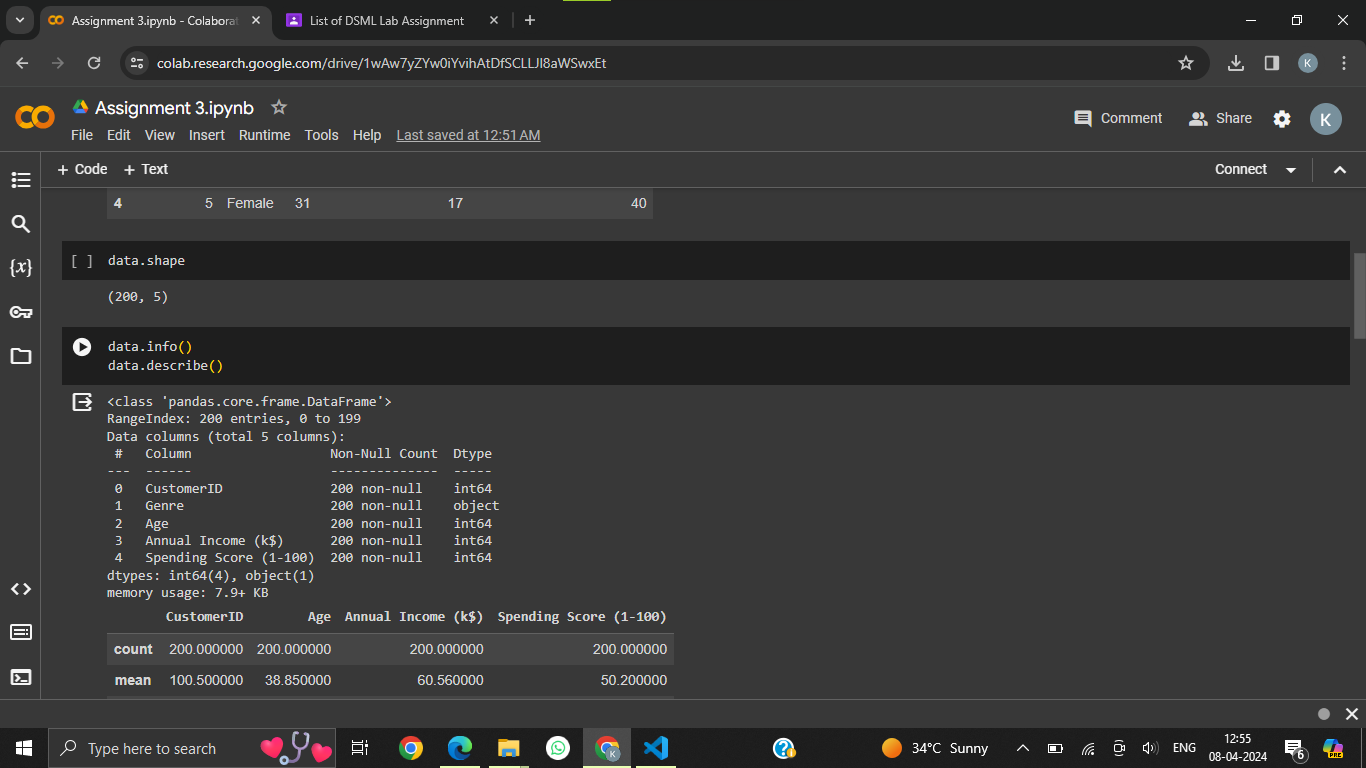 Assignment 3.ipynb - Colabora
List of DSML Lab Assignment
colab.research.google.com/drive/1wAw7yZYw0iYvihAtDfSCLLJl8aWSwxEt
K
Assignment 3.ipynb
File Edit View Insert Runtime Tools Help Last saved at 12:51 AM
Comment Share K
+ Code + Text
Connect
4 5 Female 31 17 40
[ ] data.shape
(200, 5)
data.info()
data.describe()
<class 'pandas.core.frame.DataFrame'>
RangeIndex: 200 entries, 0 to 199
Data columns (total 5 columns):
# Column Non-Null Count Dtype
--- ------ -------------- -----
0 CustomerID 200 non-null int64
1 Genre 200 non-null object
2 Age 200 non-null int64
3 Annual Income (k$) 200 non-null int64
4 Spending Score (1-100) 200 non-null int64
dtypes: int64(4), object(1)
memory usage: 7.9+ KB
CustomerID Age Annual Income (k$) Spending Score (1-100)
count 200.000000 200.000000 200.000000 200.000000
mean 100.500000 38.850000 60.560000 50.200000
Type here to search
34°C Sunny
ENG
12:55
08-04-2024
6
PRE